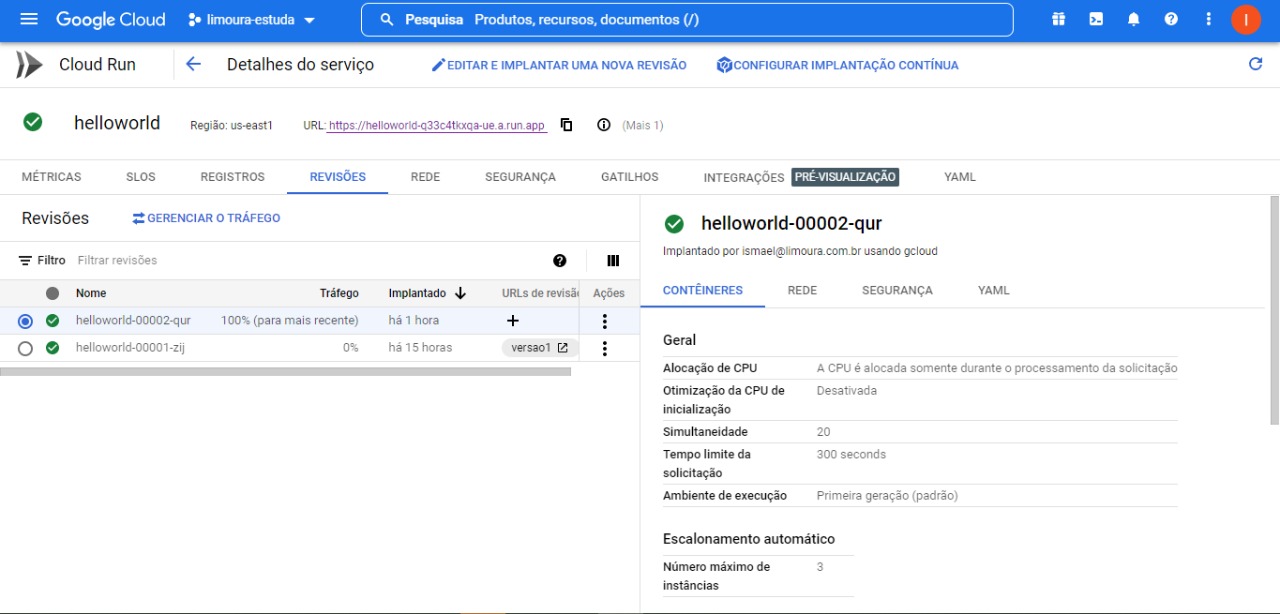 Google Cloud limoura-estuda Pesquisa Produtos, recursos, documentos (/) I
Cloud Run Detalhes do serviço EDITAR E IMPLANTAR UMA NOVA REVISÃO CONFIGURAR IMPLANTAÇÃO CONTÍNUA
helloworld Região: us-east1 URL: https://helloworld-q33c4tkxqa-ue.a.run.app (Mais 1)
MÉTRICAS SLOS REGISTROS REVISÕES REDE SEGURANÇA GATILHOS INTEGRAÇÕES PRÉ-VISUALIZAÇÃO YAML
Revisões GERENCIAR O TRÁFEGO
Filtro Filtrar revisões
Nome Tráfego Implantado URLs de revisão Ações
helloworld-00002-qur 100% (para mais recente) há 1 hora
helloworld-00001-zij 0% há 15 horas versao1
helloworld-00002-qur
Implantado por ismael@limoura.com.br usando gcloud
CONTÊINERES REDE SEGURANÇA YAML
Geral
Alocação de CPU A CPU é alocada somente durante o processamento da solicitação
Otimização da CPU de Desativada
inicialização
Simultaneidade 20
Tempo limite da 300 seconds
solicitação
Ambiente de execução Primeira geração (padrão)
Escalonamento automático
Número máximo de 3
instâncias